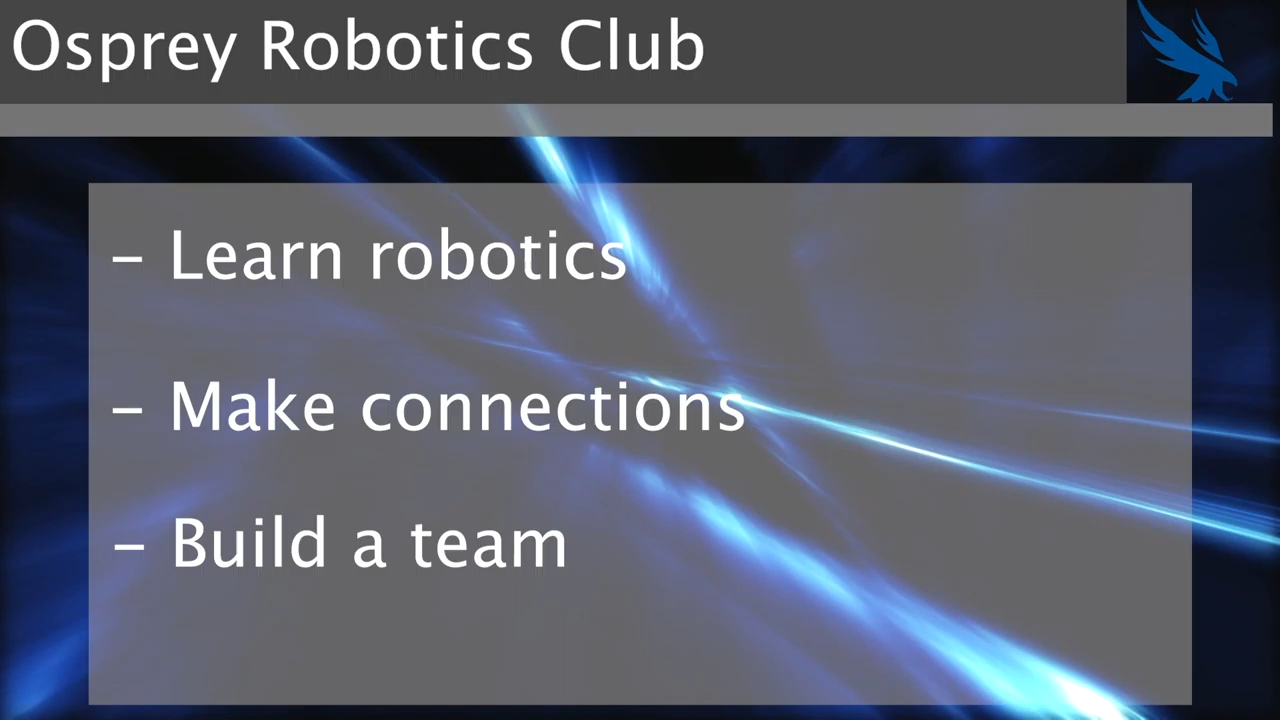 Osprey Robotics Club
- Learn robotics
- Make connections
- Build a team